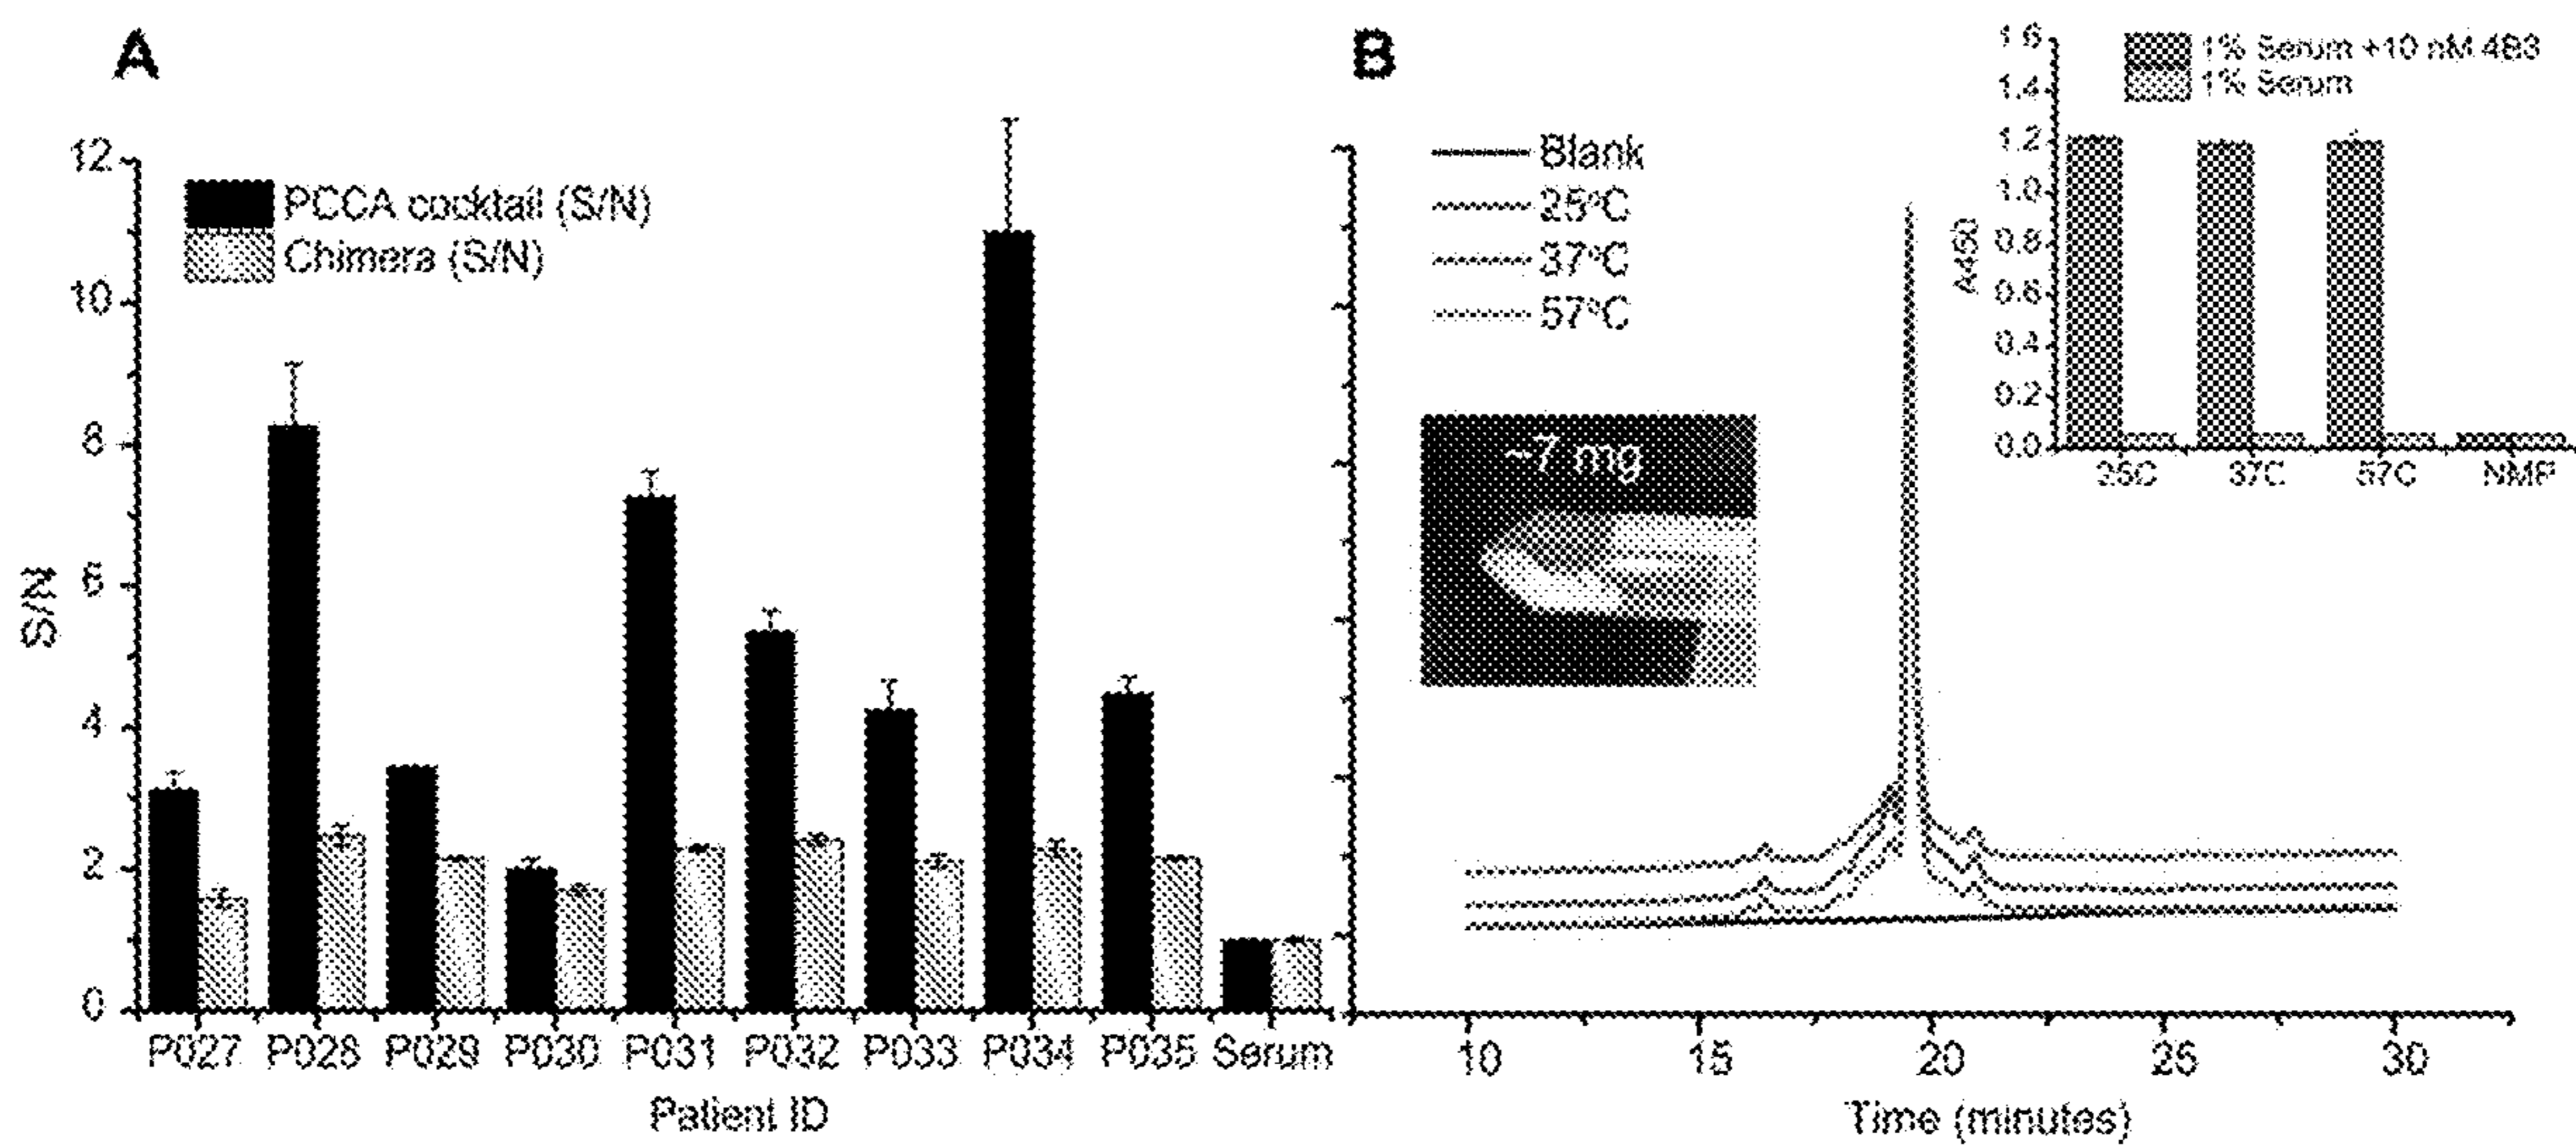 A
12
10
8
6
4
2
0
S/N
PCCA cocktail (S/N)
Chimera (S/N)
P027 P028 P029 P030 P031 P032 P033 P034 P035 Serum
Patient ID
B
Blank
25°C
37°C
57°C
~7 mg
1.6
1.4
1.2
1.0
0.8
0.6
0.4
0.2
0.0
A450
1% Serum +10 nM 4B3
1% Serum
25C 37C 57C NMP
10 15 20 25 30
Time (minutes)